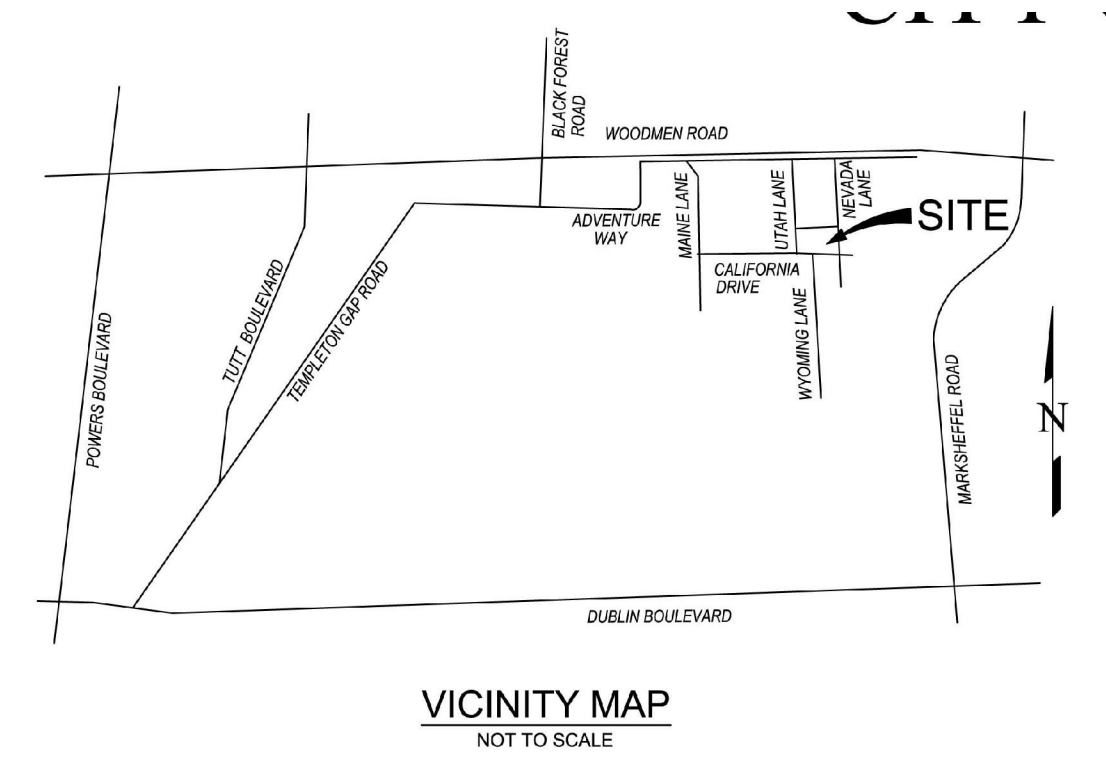 BLACK FOREST
ROAD
WOODMEN ROAD
MAINE LANE
UTAH LANE
NEVADA
LANE
SITE
ADVENTURE
WAY
CALIFORNIA
DRIVE
WYOMING LANE
TUTT BOULEVARD
TEMPLETON GAP ROAD
POWERS BOULEVARD
MARKSHEFFEL ROAD
N
DUBLIN BOULEVARD
VICINITY MAP
NOT TO SCALE